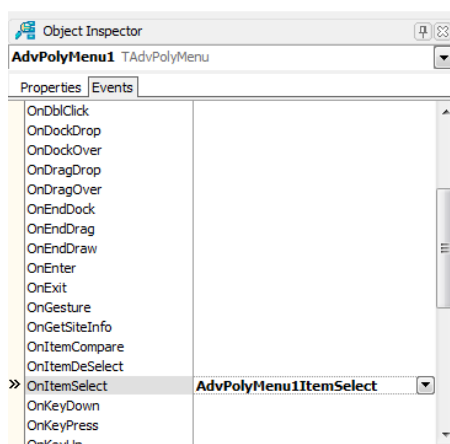 Object Inspector
AdvPolyMenu1 TAdvPolyMenu
Properties Events
OnDblClick
OnDockDrop
OnDockOver
OnDragDrop
OnDragOver
OnEndDock
OnEndDrag
OnEndDraw
OnEnter
OnExit
OnGesture
OnGetSiteInfo
OnItemCompare
OnItemDeSelect
» OnItemSelect AdvPolyMenu1ItemSelect
OnKeyDown
OnKeyPress
OnKeyUp